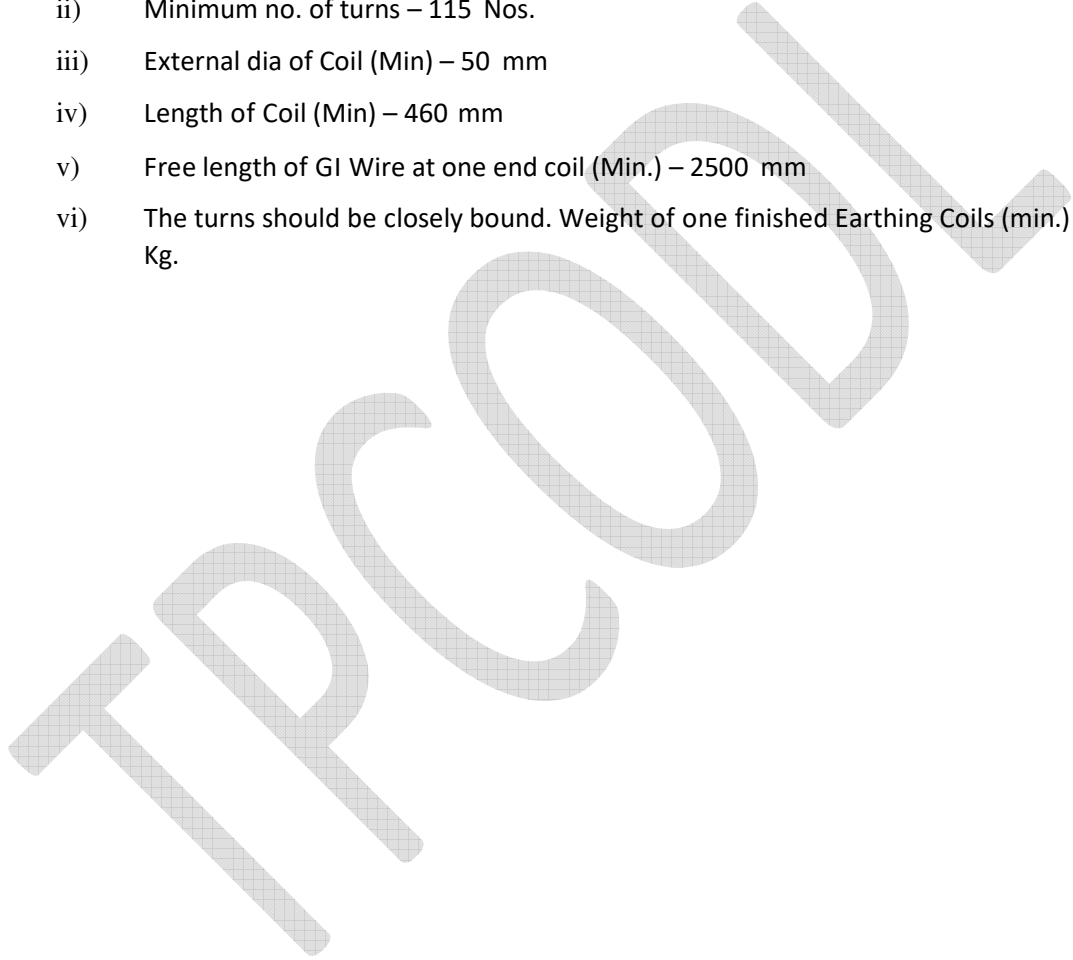 ii) Minimum no. of turns – 115 Nos.
iii) External dia of Coil (Min) – 50 mm
iv) Length of Coil (Min) – 460 mm
v) Free length of GI Wire at one end coil (Min.) – 2500 mm
vi) The turns should be closely bound. Weight of one finished Earthing Coils (min.)
Kg.
TPCODL